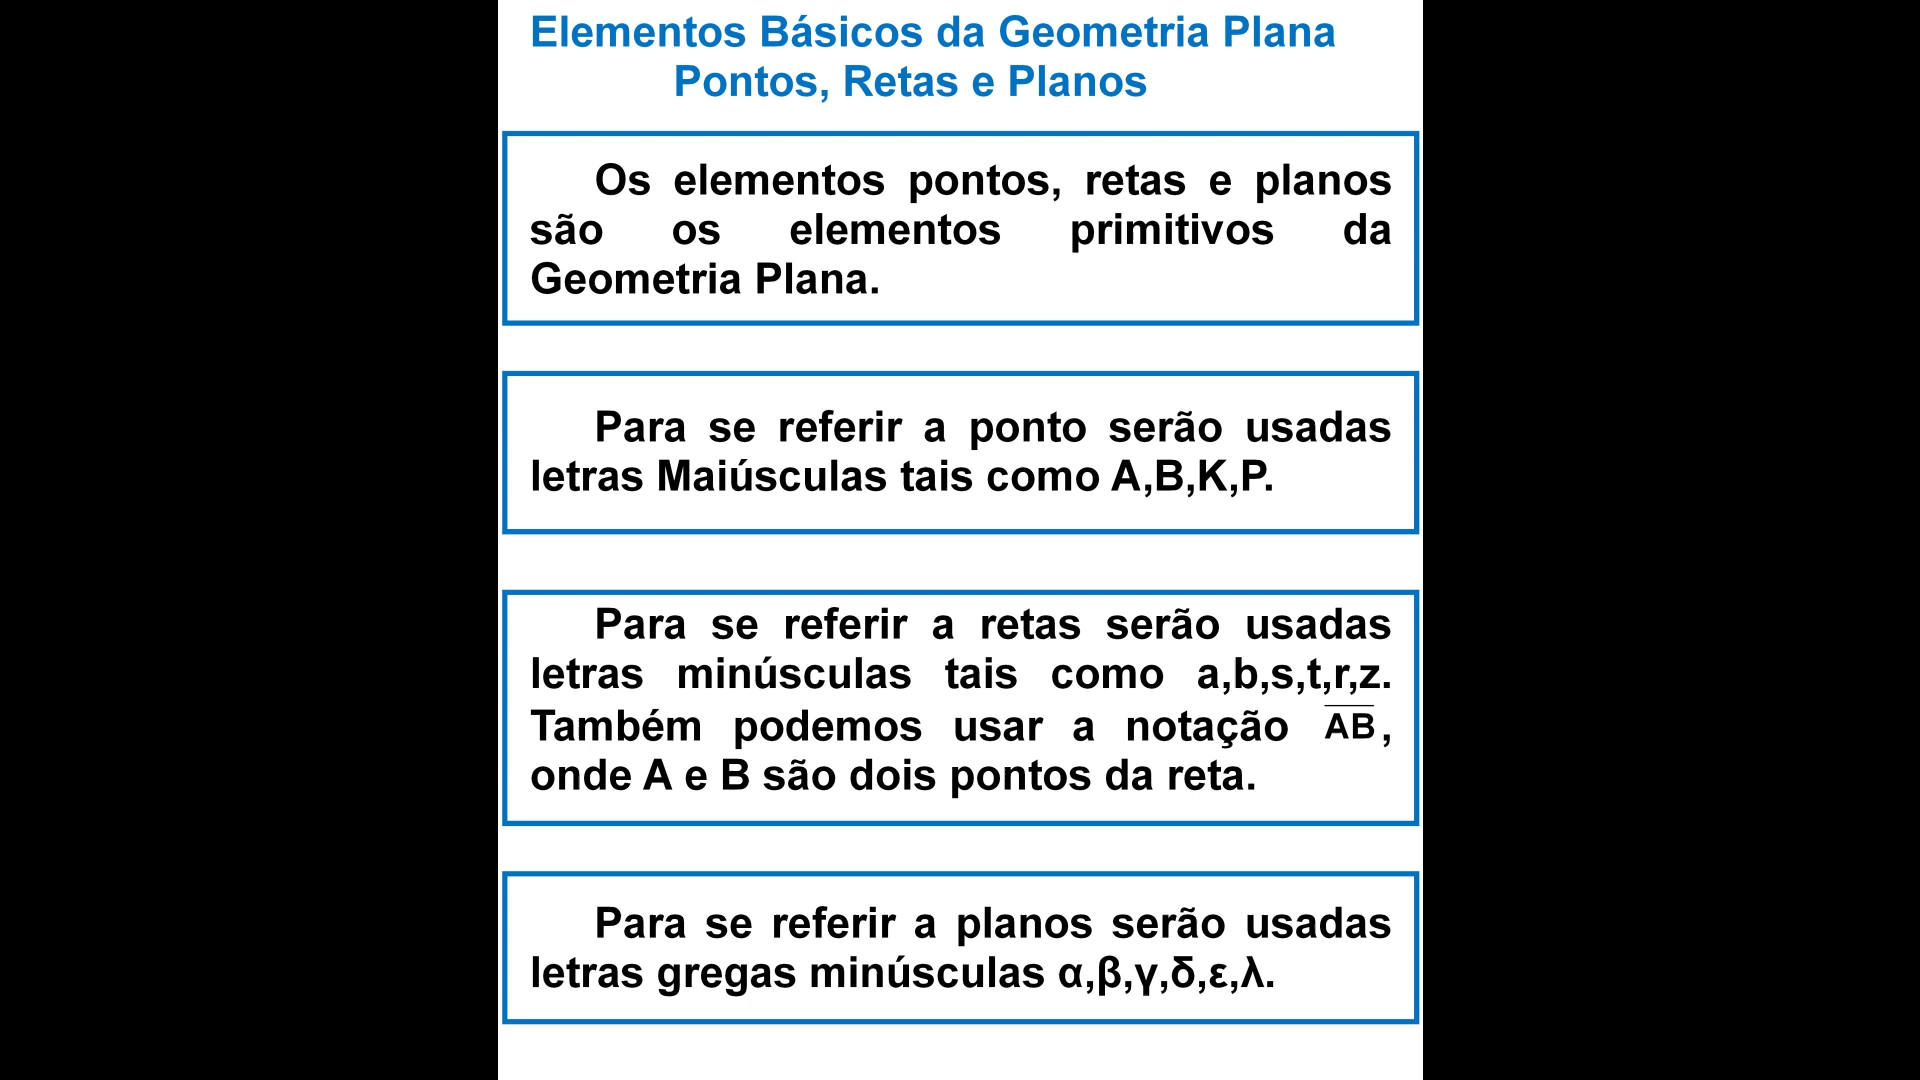 Elementos Básicos da Geometria Plana
Pontos, Retas e Planos
Os elementos pontos, retas e planos
são os elementos primitivos da
Geometria Plana.
Para se referir a ponto serão usadas
letras Maiúsculas tais como A,B,K,P.
Para se referir a retas serão usadas
letras minúsculas tais como a,b,s,t,r,z.
Também podemos usar a notação A̅B̅,
onde A e B são dois pontos da reta.
Para se referir a planos serão usadas
letras gregas minúsculas α,β,γ,δ,ε,λ.